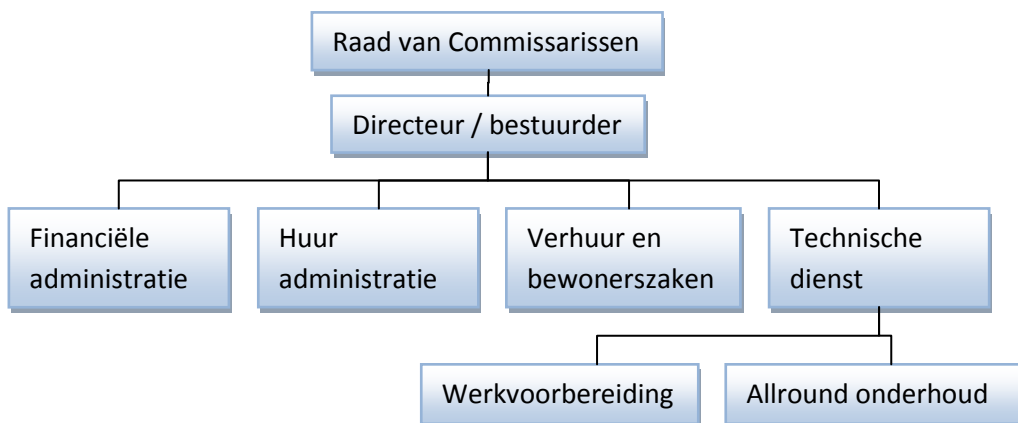 Raad van Commissarissen
Directeur / bestuurder
Financiële
administratie
Huur
administratie
Verhuur en
bewonerszaken
Technische
dienst
Werkvoorbereiding
Allround onderhoud